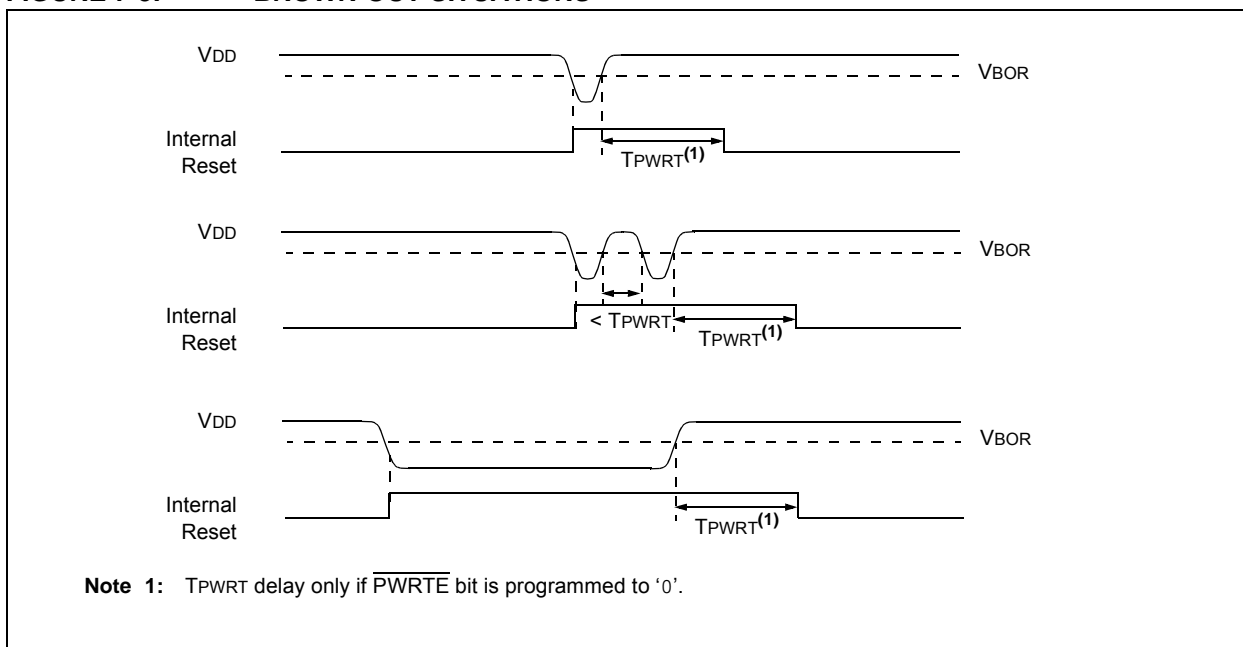 VDD
VBOR
Internal
Reset
TPWRT(1)
VDD
VBOR
Internal
Reset
< TPWRT
TPWRT(1)
VDD
VBOR
Internal
Reset
TPWRT(1)
Note 1: TPWRT delay only if PWRTE bit is programmed to ‘0’.